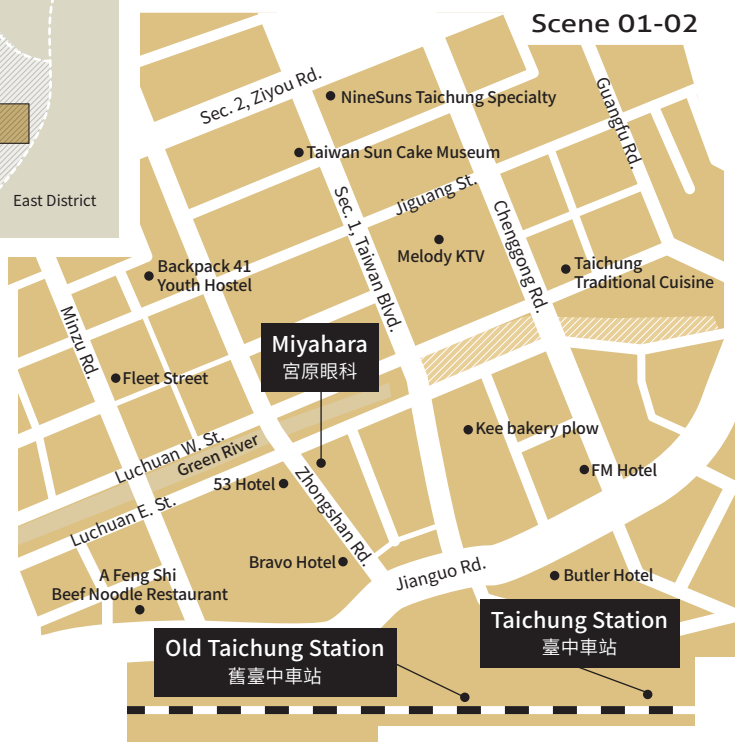 Scene 01-02
Sec. 2, Ziyou Rd.
NineSuns Taichung Specialty
Guangfu Rd.
Taiwan Sun Cake Museum
East District
Jiguang St.
Sec. 1, Taiwan Blvd.
Chenggong Rd.
Melody KTV
Backpack 41
Youth Hostel
Taichung
Traditional Cuisine
Minzu Rd.
Miyahara
宮原眼科
Fleet Street
Luchuan W. St.
Green River
Kee bakery plow
53 Hotel
Zhongshan Rd.
FM Hotel
Luchuan E. St.
Bravo Hotel
Jianguo Rd.
A Feng Shi
Beef Noodle Restaurant
Butler Hotel
Taichung Station
臺中車站
Old Taichung Station
舊臺中車站